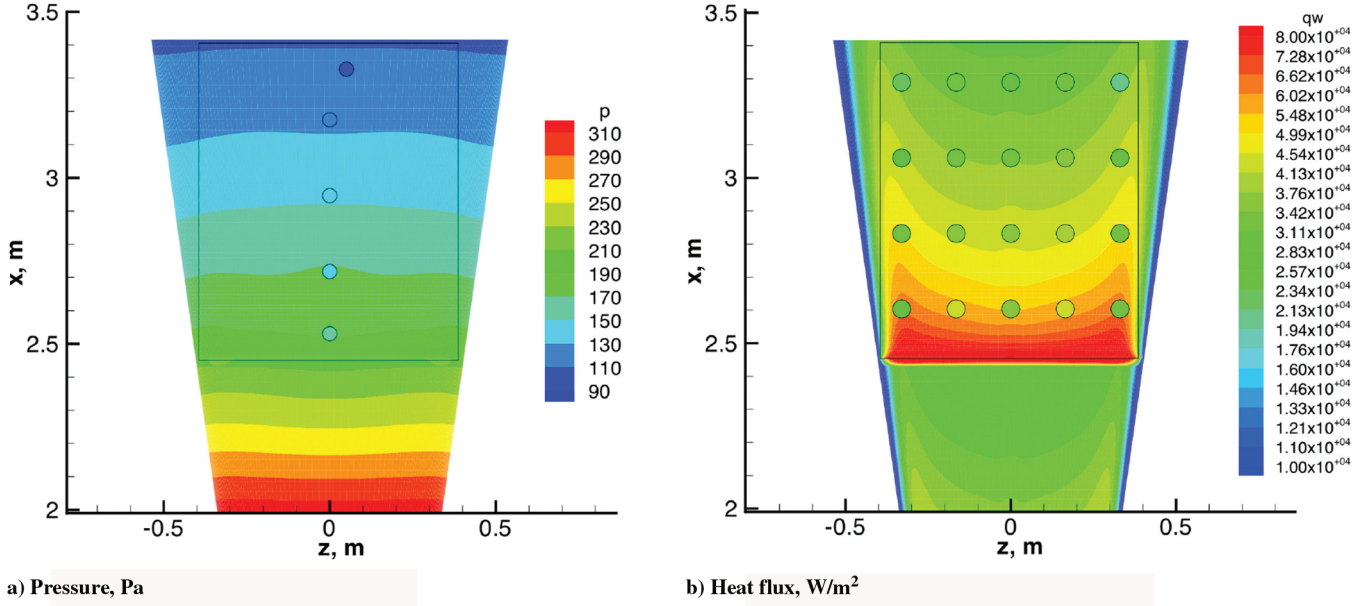 3.5
3
2.5
2
x, m
-0.5
0
0.5
z, m
p
310
290
270
250
230
210
190
170
150
130
110
90
a) Pressure, Pa
3.5
3
2.5
2
x, m
-0.5
0
0.5
z, m
qw
8.00x10+04
7.28x10+04
6.62x10+04
6.02x10+04
5.48x10+04
4.99x10+04
4.54x10+04
4.13x10+04
3.76x10+04
3.42x10+04
3.11x10+04
2.83x10+04
2.57x10+04
2.34x10+04
2.13x10+04
1.94x10+04
1.76x10+04
1.60x10+04
1.46x10+04
1.33x10+04
1.21x10+04
1.10x10+04
1.00x10+04
b) Heat flux, W/m²